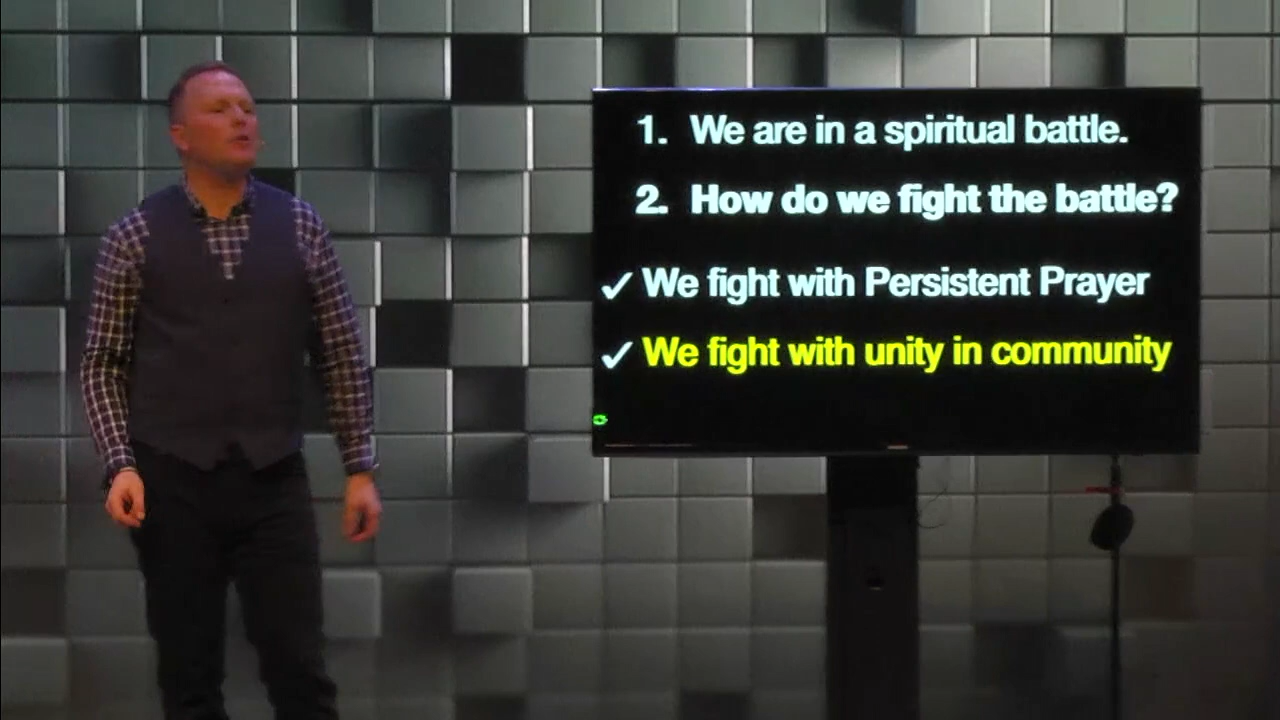 1. We are in a spiritual battle.
2. How do we fight the battle?
✓ We fight with Persistent Prayer
✓ We fight with unity in community